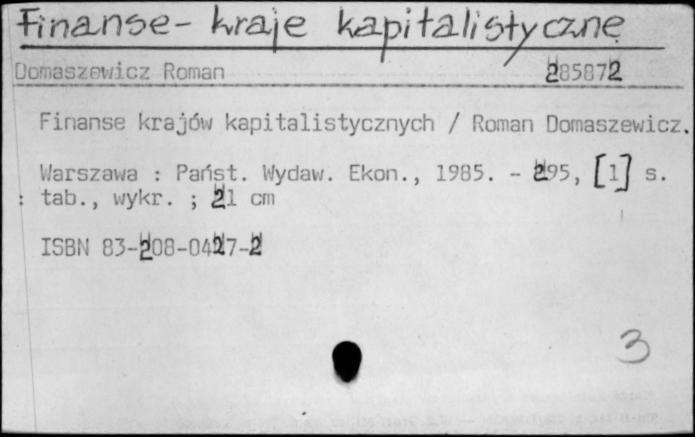 Finanse - kraje kapitalistyczne
Domaszewicz Roman 285872
Finanse krajów kapitalistycznych / Roman Domaszewicz.
Warszawa : Państ. Wydaw. Ekon., 1985. - 295, [1] s.
: tab., wykr. ; 21 cm
ISBN 83-208-0427-2
3